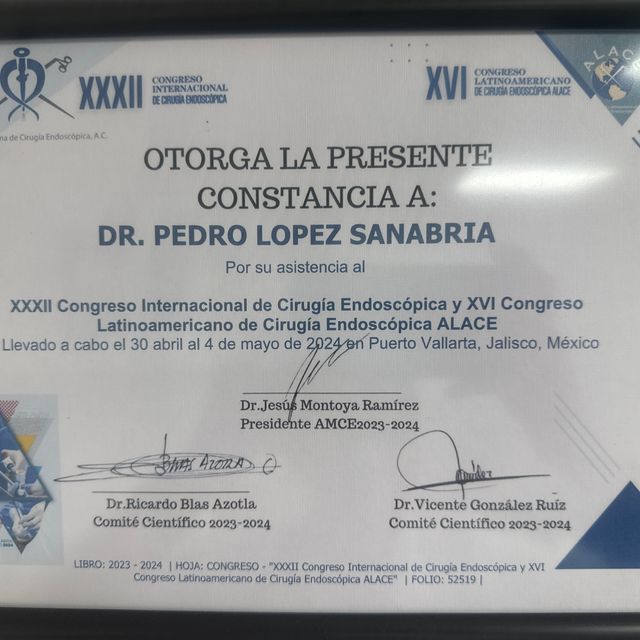 XXXII CONGRESO
INTERNACIONAL
DE CIRUGÍA ENDOSCÓPICA
XVI CONGRESO
LATINOAMERICANO
DE CIRUGÍA ENDOSCÓPICA ALACE
ALAC
na de Cirugía Endoscópica, A.C.
OTORGA LA PRESENTE
CONSTANCIA A:
DR. PEDRO LOPEZ SANABRIA
Por su asistencia al
XXXII Congreso Internacional de Cirugía Endoscópica y XVI Congreso
Latinoamericano de Cirugía Endoscópica ALACE
Llevado a cabo el 30 abril al 4 de mayo de 2024 en Puerto Vallarta, Jalisco, México
Dr.Jesús Montoya Ramírez
Presidente AMCE2023-2024
BLAS AZOTLA
Dr.Ricardo Blas Azotla
Comité Científico 2023-2024
Dr.Vicente González Ruíz
Comité Científico 2023-2024
LIBRO: 2023 - 2024 | HOJA: CONGRESO - "XXXII Congreso Internacional de Cirugía Endoscópica y XVI
Congreso Latinoamericano de Cirugía Endoscópica ALACE" | FOLIO: 52519 |